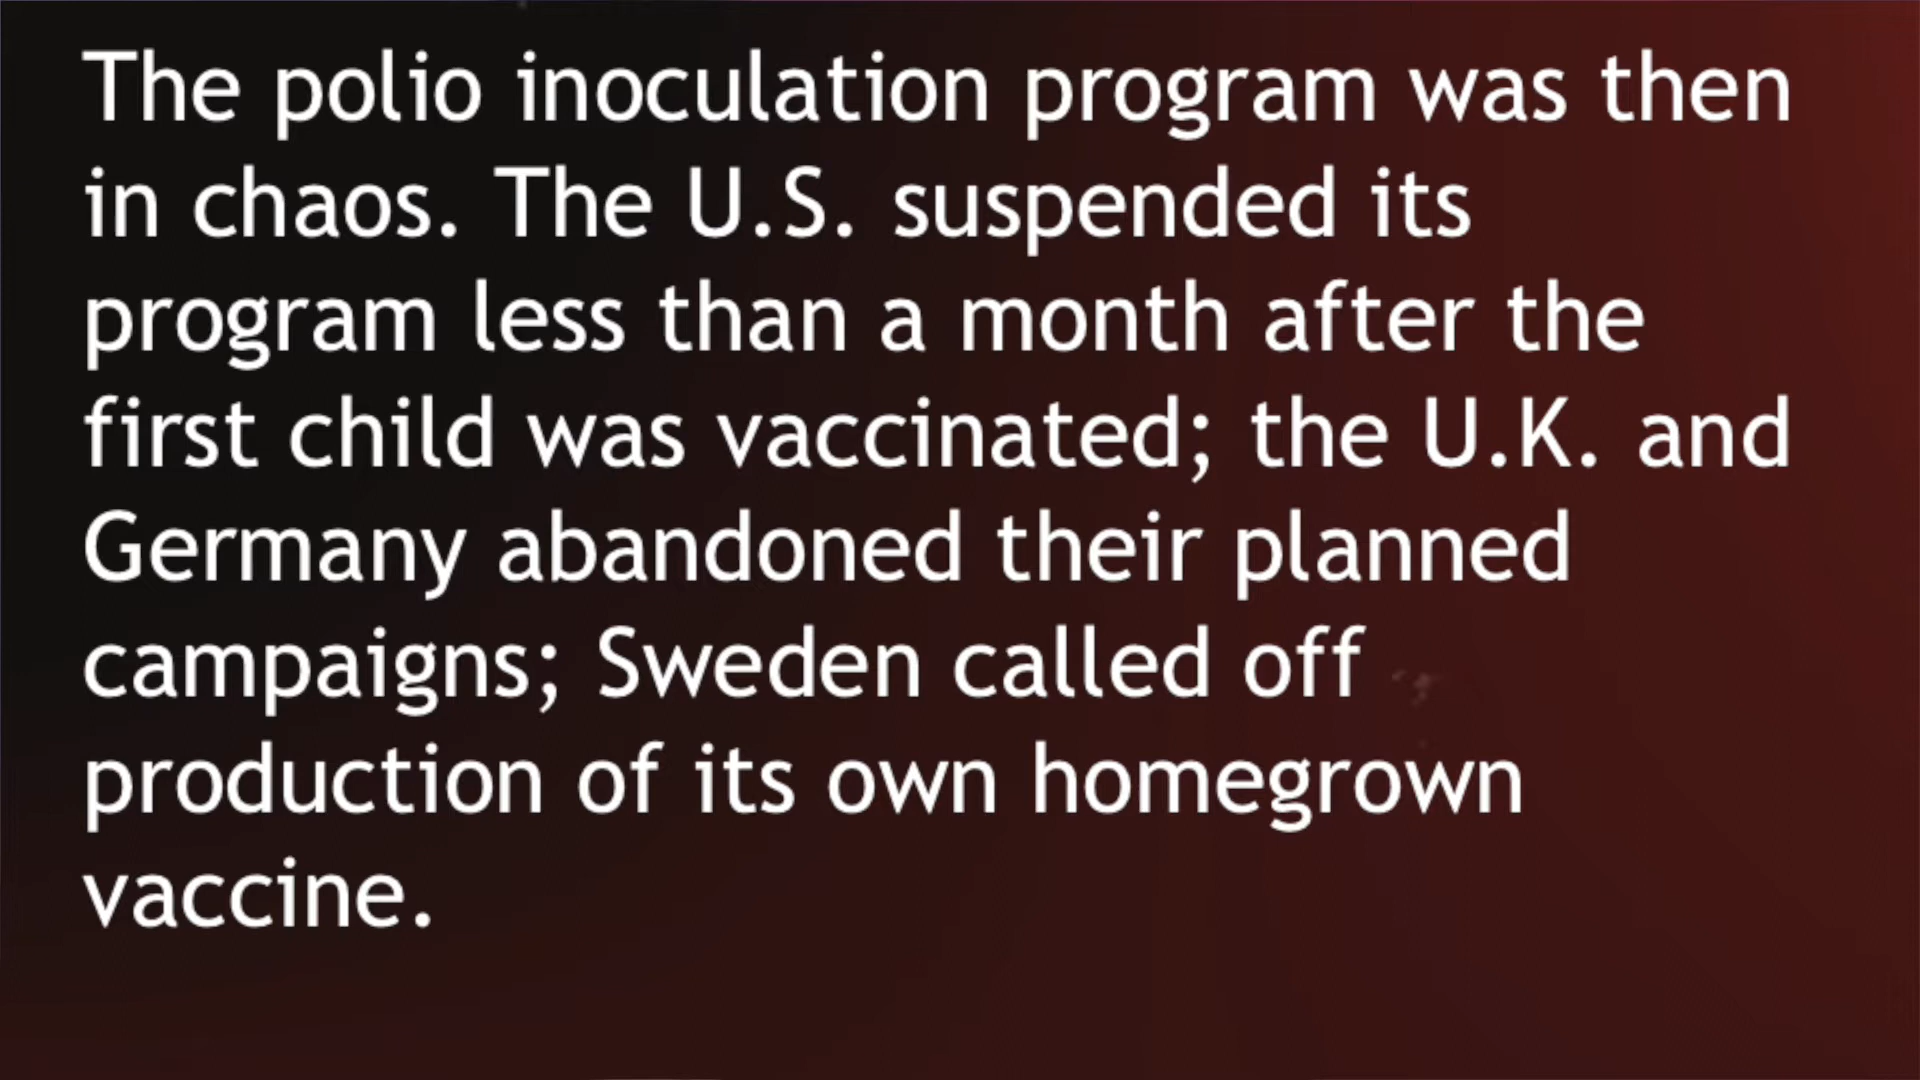 The polio inoculation program was then
in chaos. The U.S. suspended its
program less than a month after the
first child was vaccinated; the U.K. and
Germany abandoned their planned
campaigns; Sweden called off
production of its own homegrown
vaccine.